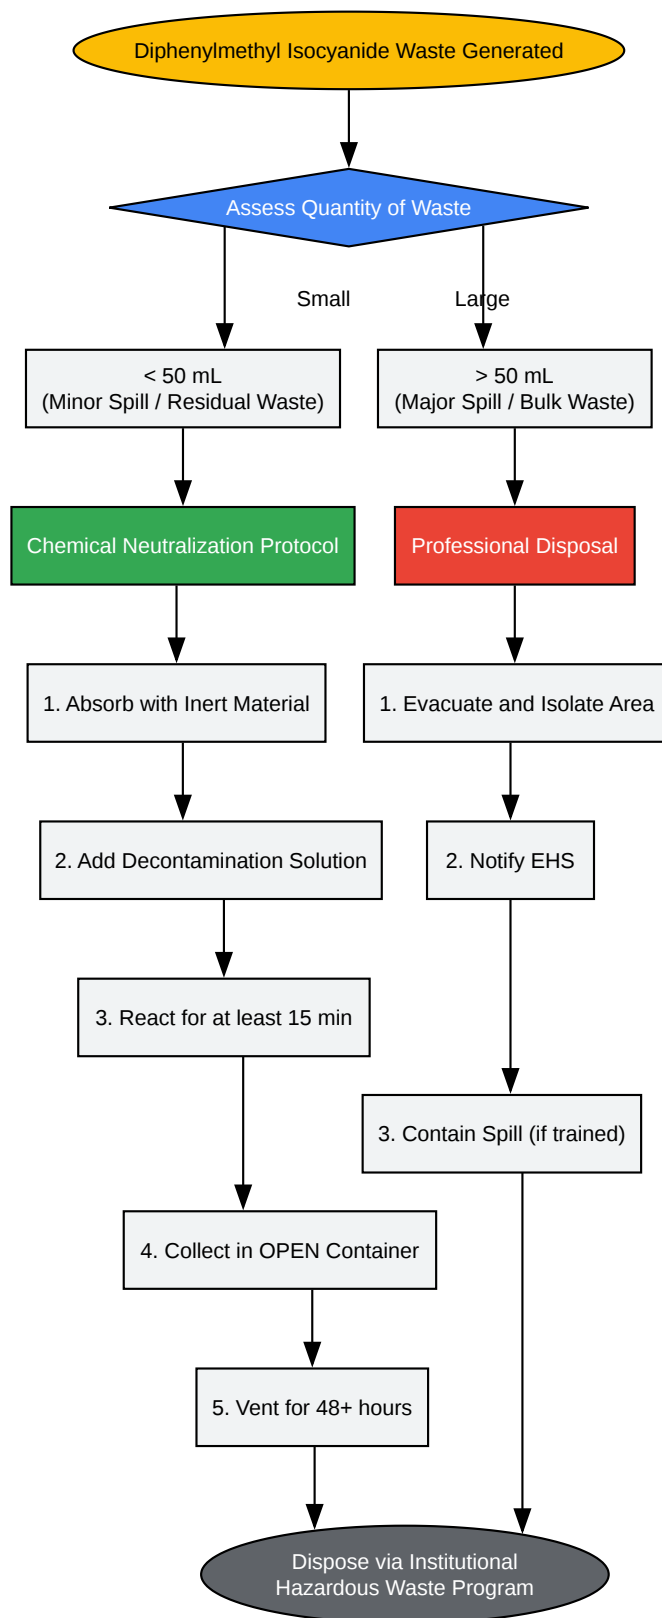 Diphenylmethyl Isocyanide Waste Generated
Assess Quantity of Waste
Small
Large
< 50 mL
(Minor Spill / Residual Waste)
> 50 mL
(Major Spill / Bulk Waste)
Chemical Neutralization Protocol
Professional Disposal
1. Absorb with Inert Material
1. Evacuate and Isolate Area
2. Add Decontamination Solution
2. Notify EHS
3. React for at least 15 min
3. Contain Spill (if trained)
4. Collect in OPEN Container
5. Vent for 48+ hours
Dispose via Institutional
Hazardous Waste Program